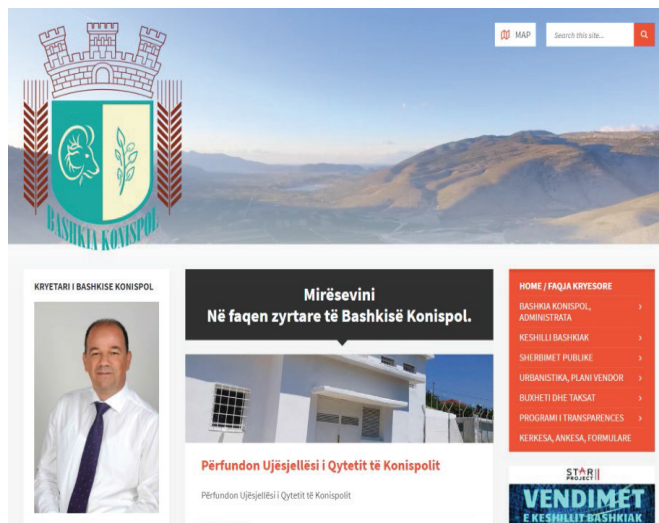 MAP
Search this site...
BASHKIA KONISPOL
KRYETARI I BASHKISE KONISPOL
Mirësevini
Në faqen zyrtare të Bashkisë Konispol.
Përfundon Ujësjellësi i Qytetit të Konispolit
Përfundon Ujësjellësi i Qytetit të Konispolit
HOME / FAQJA KRYESORE
BASHKIA KONISPOL,
ADMINISTRATA
KESHILLI BASHKIAK
SHERBIMET PUBLIKE
URBANISTIKA, PLANI VENDOR
BUXHETI DHE TAKSAT
PROGRAMI I TRANSPARENCES
KERKESA, ANKESA, FORMULARE
STAR
PROJECT
VENDIMET
E KESHILLIT BASHKIAK